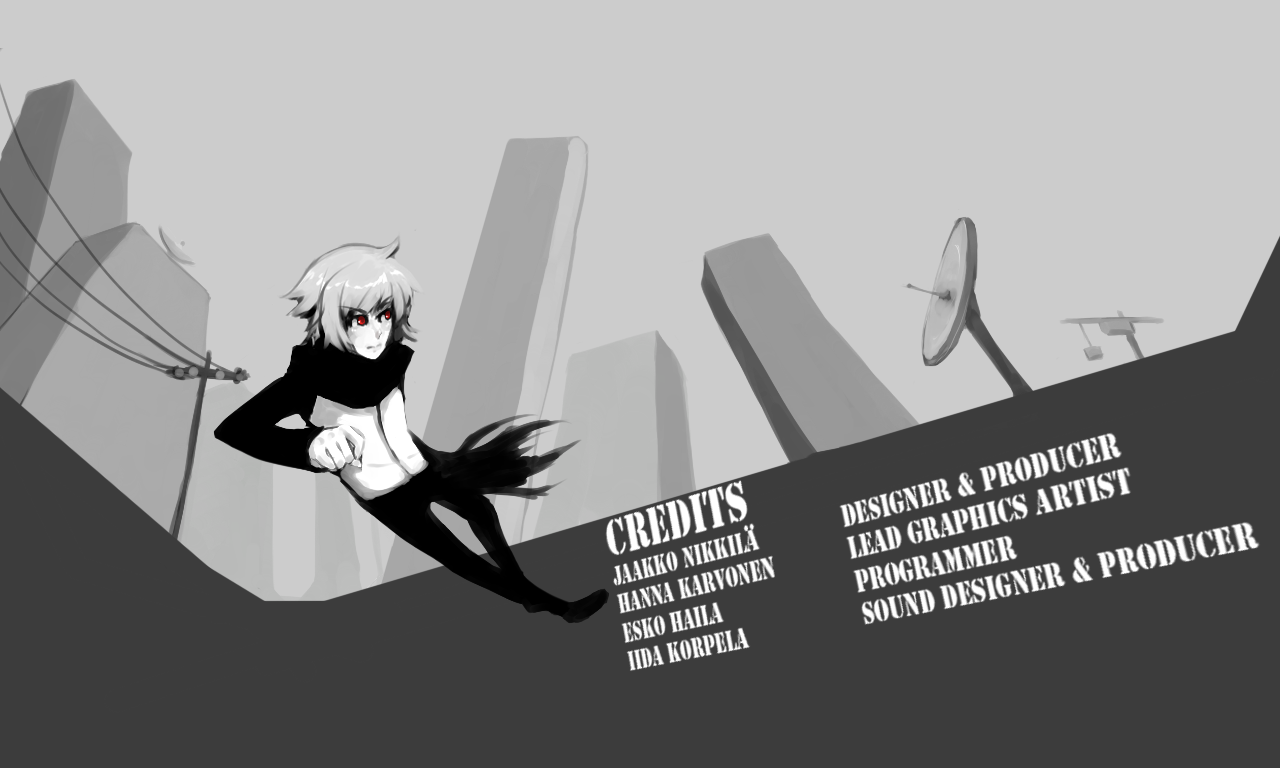 CREDITS
JAAKKO NIKKILÄ DESIGNER & PRODUCER
HANNA KARVONEN LEAD GRAPHICS ARTIST
ESKO HAILA PROGRAMMER
IIDA KORPELA SOUND DESIGNER & PRODUCER